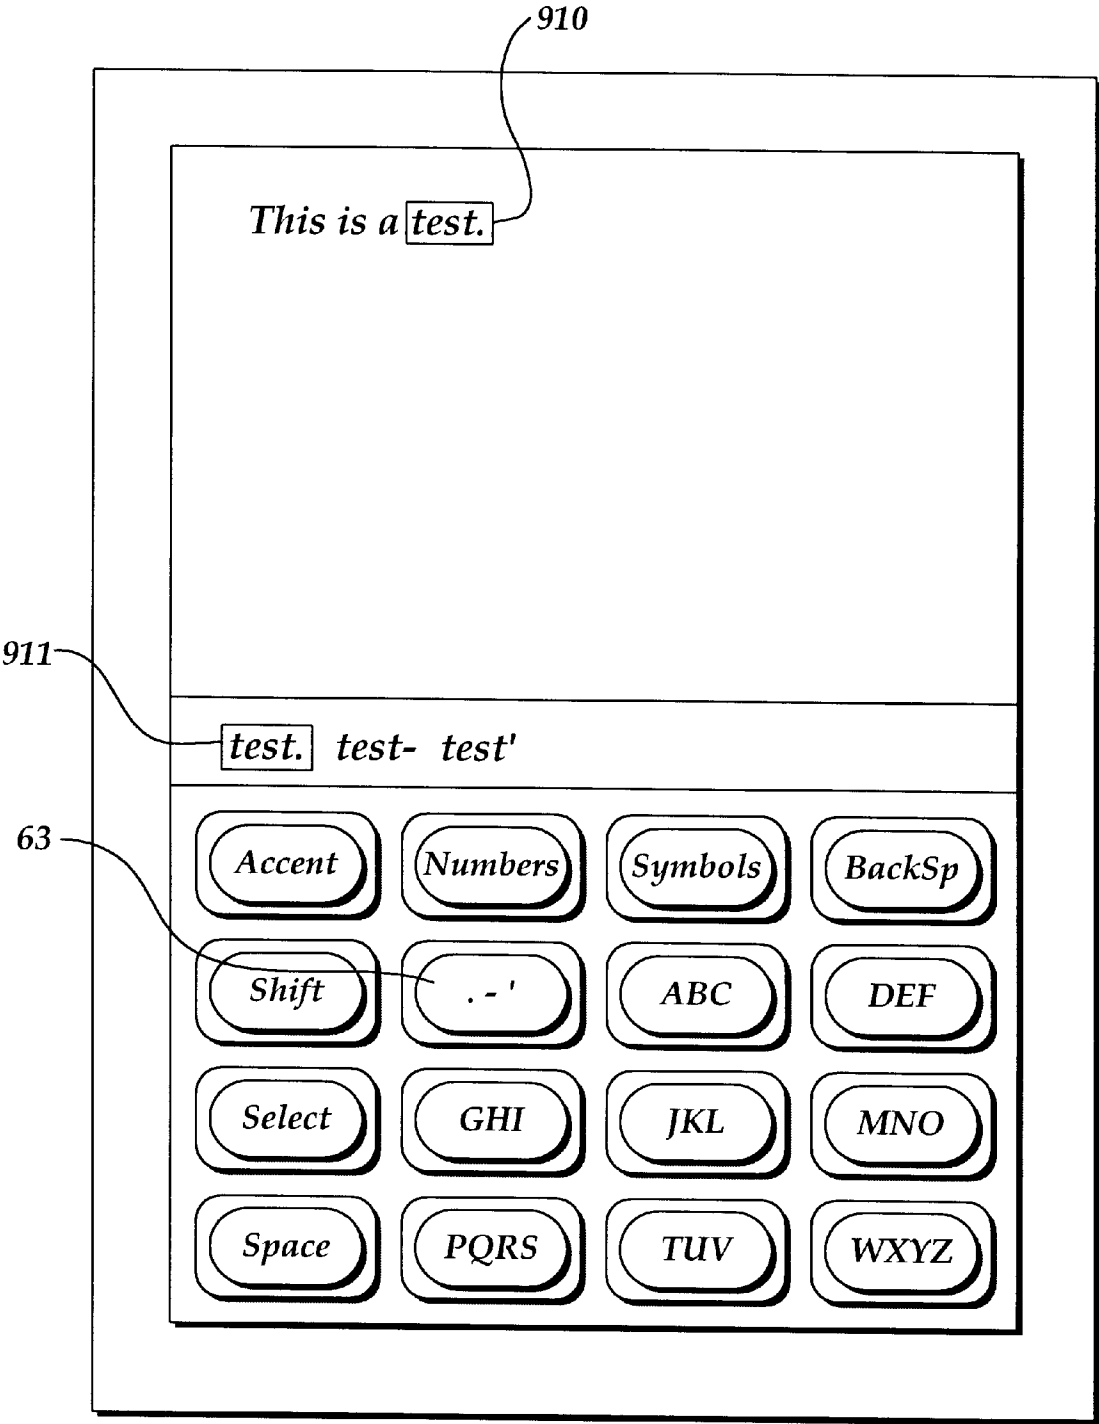 910
This is a test.
911
test. test- test'
63
Accent Numbers Symbols BackSp
Shift . - ' ABC DEF
Select GHI JKL MNO
Space PQRS TUV WXYZ